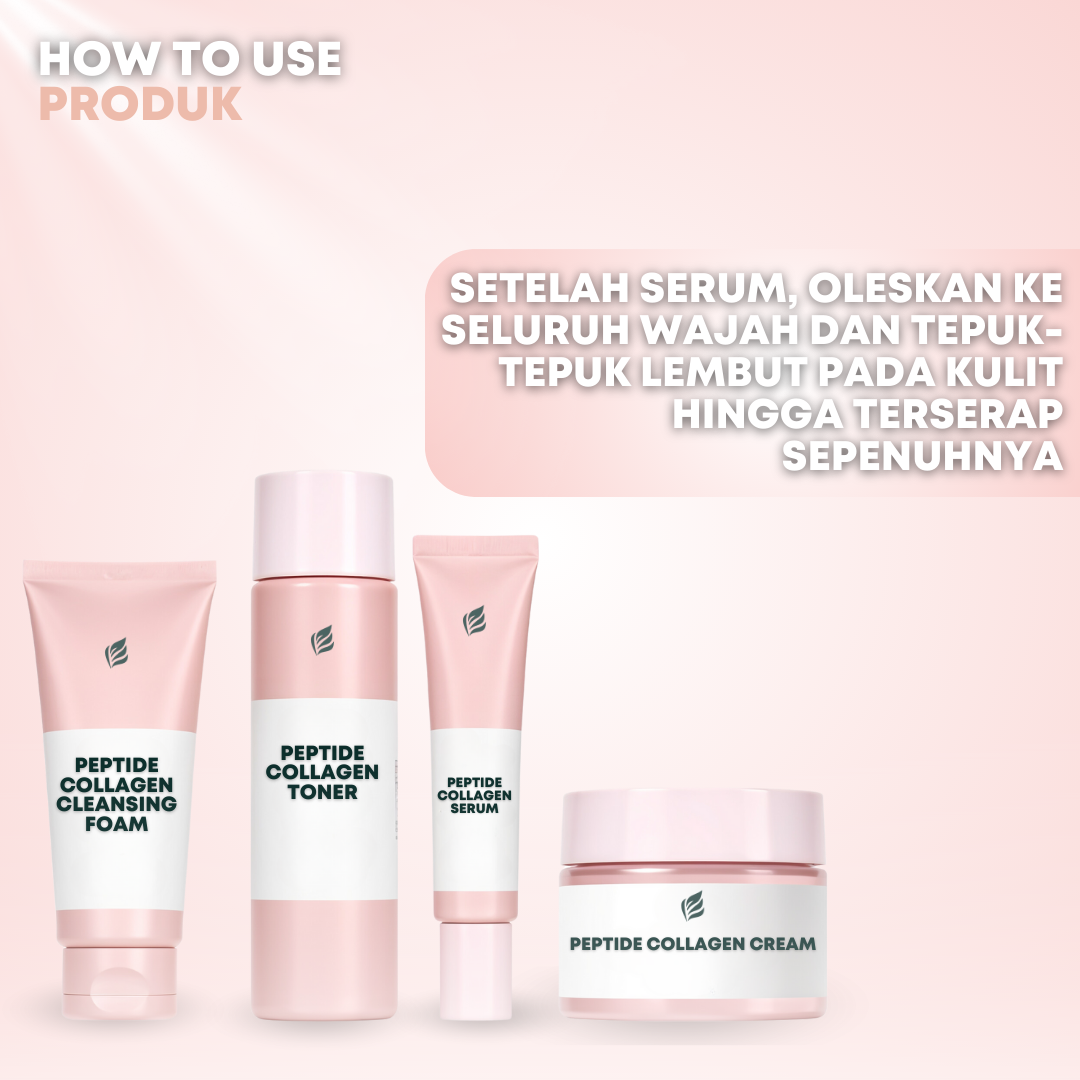 HOW TO USE
PRODUK
SETELAH SERUM, OLESKAN KE
SELURUH WAJAH DAN TEPUK-
TEPUK LEMBUT PADA KULIT
HINGGA TERSERAP
SEPENUHNYA
PEPTIDE
COLLAGEN
CLEANSING
FOAM
PEPTIDE
COLLAGEN
TONER
PEPTIDE
COLLAGEN
SERUM
PEPTIDE COLLAGEN CREAM